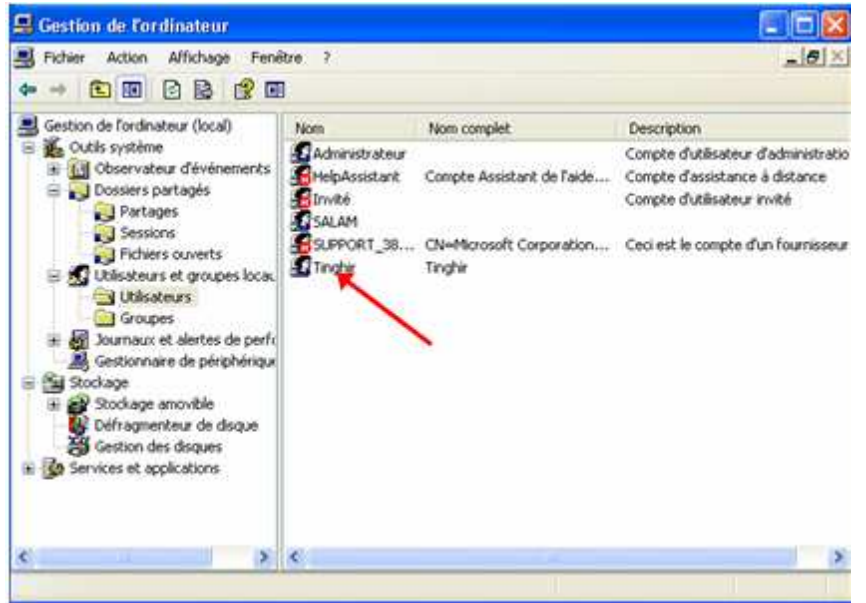 Gestion de l'ordinateur
Fichier Action Affichage Fenêtre ?
Gestion de l'ordinateur (local)
Outils système
Observateur d'événements
Dossiers partagés
Partages
Sessions
Fichiers ouverts
Utilisateurs et groupes locau
Utilisateurs
Groupes
Journaux et alertes de perfo
Gestionnaire de périphérique
Stockage
Stockage amovible
Défragmenteur de disque
Gestion des disques
Services et applications
Nom Nom complet Description
Administrateur Compte d'utilisateur d'administratio
HelpAssistant Compte Assistant de l'aide... Compte d'assistance à distance
Invité Compte d'utilisateur invité
SALAM
SUPPORT_38... CN=Microsoft Corporation... Ceci est le compte d'un fournisseur
Tinghir Tinghir